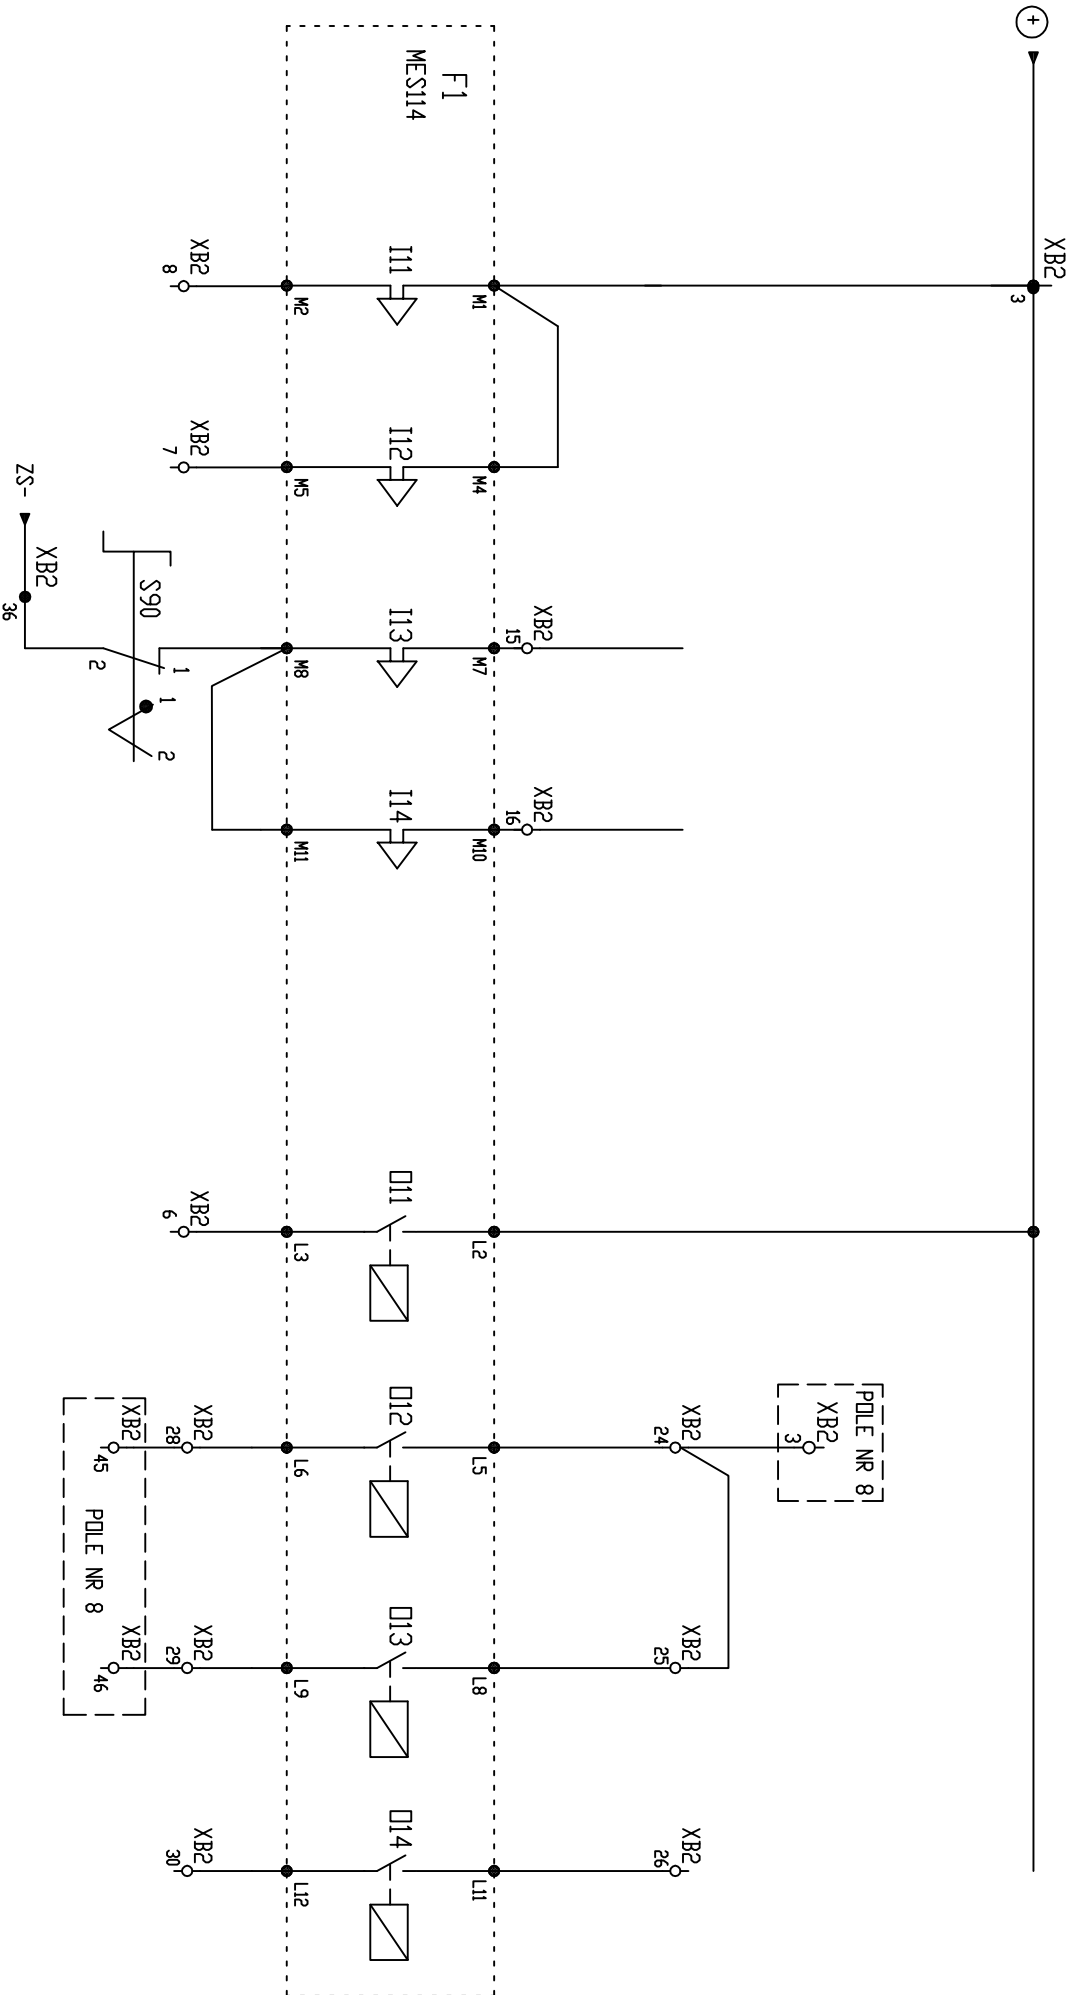 +
XB2
3
F1
MES114
XB2
8
M2
I11
M1
XB2
7
M5
I12
M4
ZS-
XB2
36
S90
2
1
1
2
M8
I13
M7
XB2
15
M11
I14
M10
XB2
16
XB2
6
L3
O11
L2
XB2
45
XB2
28
L6
O12
L5
XB2
24
POLE NR 8
XB2
3
POLE NR 8
XB2
46
XB2
29
L9
O13
L8
XB2
25
XB2
30
L12
O14
L11
XB2
26